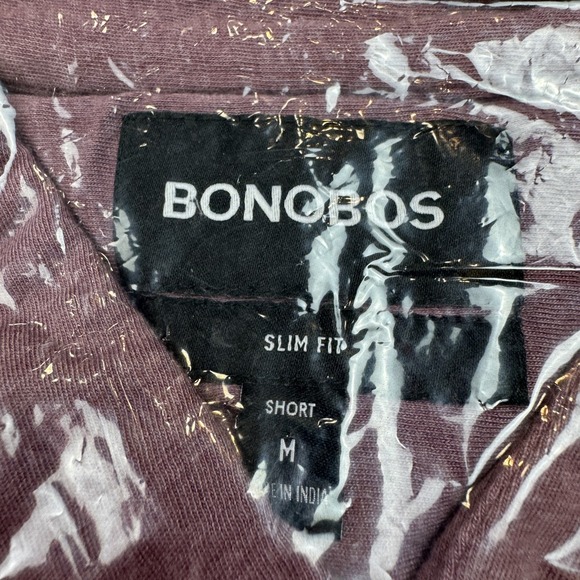 BONOBOS
SLIM FIT
SHORT
M
IN INDIA